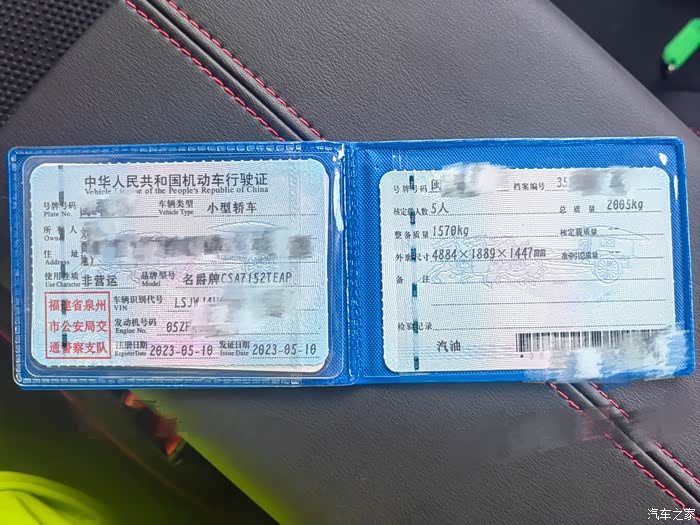 中华人民共和国机动车行驶证
Vehicle License of the People's Republic of China
号牌号码
Plate No.
车辆类型
Vehicle Type
小型轿车
所有人
Owner
住址
Address
使用性质
Use Character
非营运
品牌型号
Model
名爵牌CSA7152TEAP
福建省泉州
市公安局交
通警察支队
车辆识别代号
VIN
LSJW
发动机号码
Engine No.
05ZF
注册日期
Register Date
2023-05-10
发证日期
Issue Date
2023-05-10
号牌号码
闽
档案编号
35
核定载人数
5人
总质量
2005kg
整备质量
1570kg
核定载质量
外廓尺寸
4884×1889×1447mm
准牵引总质量
备注
检验记录
汽油
汽车之家